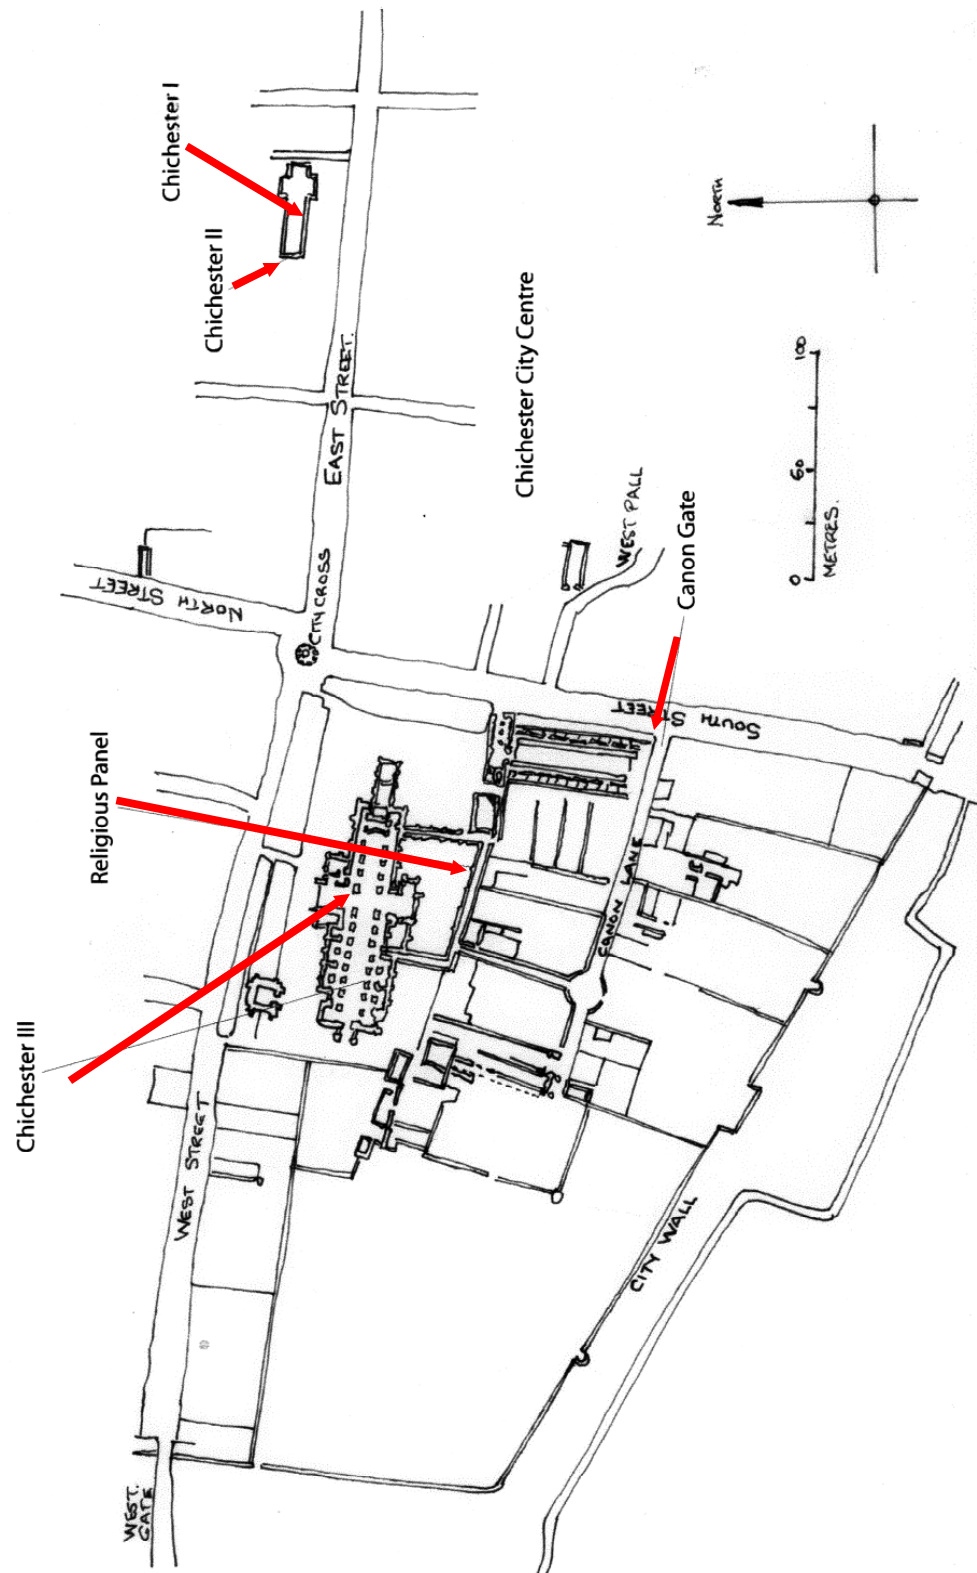 Chichester I
Chichester II
Chichester III
Religious Panel
Chichester City Centre
Canon Gate
NORTH
NORTH STREET
CITY CROSS
EAST STREET.
WEST STREET
WEST.
GATE
WEST PALL
SOUTH
STREET
CANON LANE
CITY WALL
0
60
100
METRES.